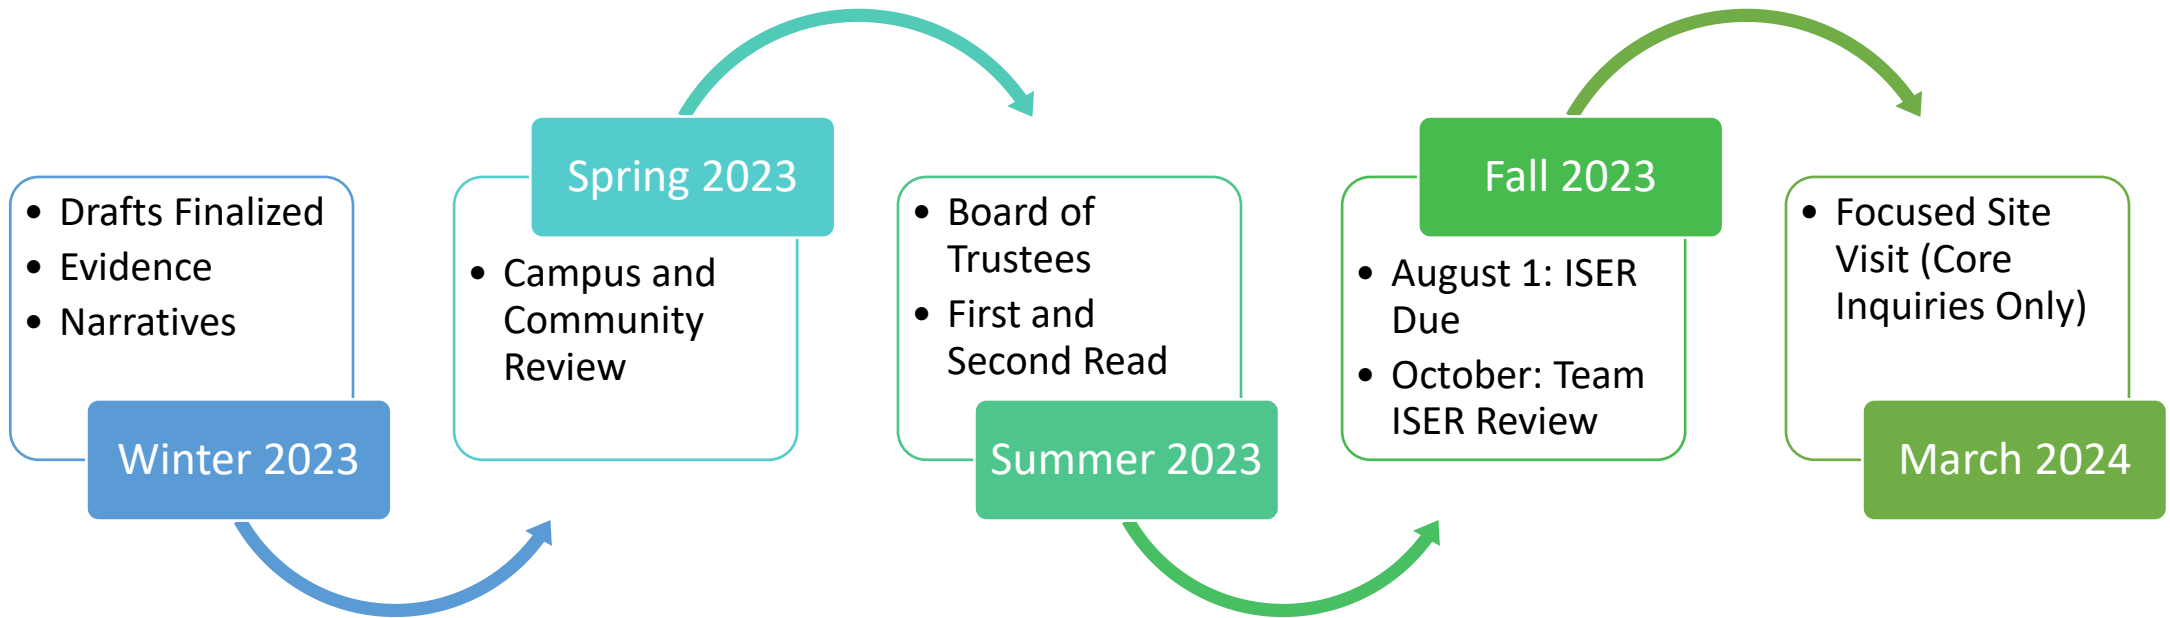 • Drafts Finalized
• Evidence
• Narratives
Winter 2023
Spring 2023
• Campus and
Community
Review
• Board of
Trustees
• First and
Second Read
Summer 2023
Fall 2023
• August 1: ISER
Due
• October: Team
ISER Review
• Focused Site
Visit (Core
Inquiries Only)
March 2024